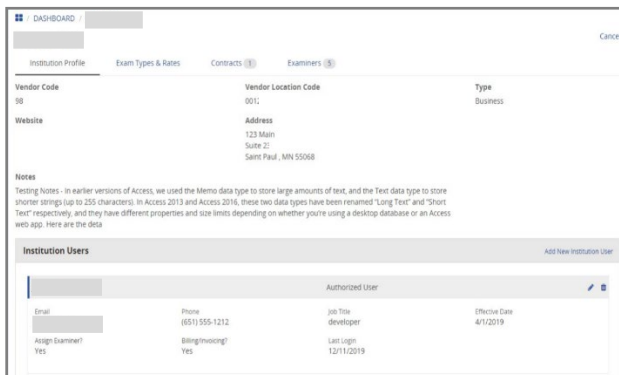 / DASHBOARD /
Cance
Institution Profile Exam Types & Rates Contracts 1 Examiners 5
Vendor Code Vendor Location Code Type
98 001: Business
Website Address
123 Main
Suite 2
Saint Paul , MN 55068
Notes
Testing Notes - in earlier versions of Access, we used the Memo data type to store large amounts of text, and the Text data type to store
shorter strings (up to 255 characters). In Access 2013 and Access 2016, these two data types have been renamed "Long Text" and "Short
Text" respectively, and they have different properties and size limits depending on whether you're using a desktop database or an Access
web app. Here are the deta
Institution Users Add New Institution User
Authorized User
Email Phone Job Title Effective Date
(651) 555-1212 developer 4/1/2019
Assign Examiner? Billing/Invoicing? Last Login
Yes Yes 12/11/2019